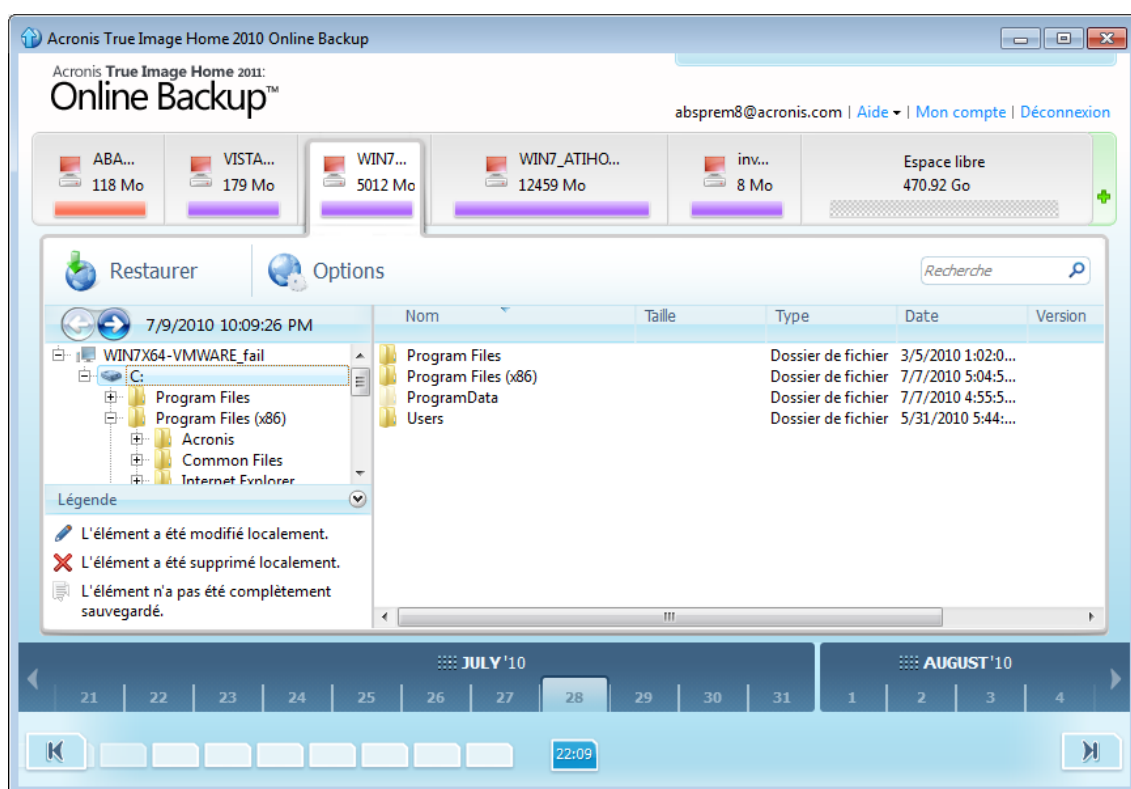 Acronis True Image Home 2010 Online Backup
Acronis True Image Home 2011:
Online Backup™
absprem8@acronis.com | Aide | Mon compte | Déconnexion
ABA... VISTA... WIN7... WIN7_ATIHO... inv... Espace libre
118 Mo 179 Mo 5012 Mo 12459 Mo 8 Mo 470.92 Go
Restaurer Options Recherche
7/9/2010 10:09:26 PM
Nom Taille Type Date Version
WIN7X64-VMWARE_fail
C:
Program Files
Program Files (x86)
Acronis
Common Files
Internet Explorer
Program Files Dossier de fichier 3/5/2010 1:02:0...
Program Files (x86) Dossier de fichier 7/7/2010 5:04:5...
ProgramData Dossier de fichier 7/7/2010 4:55:5...
Users Dossier de fichier 5/31/2010 5:44:...
Légende
L'élément a été modifié localement.
L'élément a été supprimé localement.
L'élément n'a pas été complètement
sauvegardé.
JULY '10 AUGUST '10
21 22 23 24 25 26 27 28 29 30 31 1 2 3 4
22:09